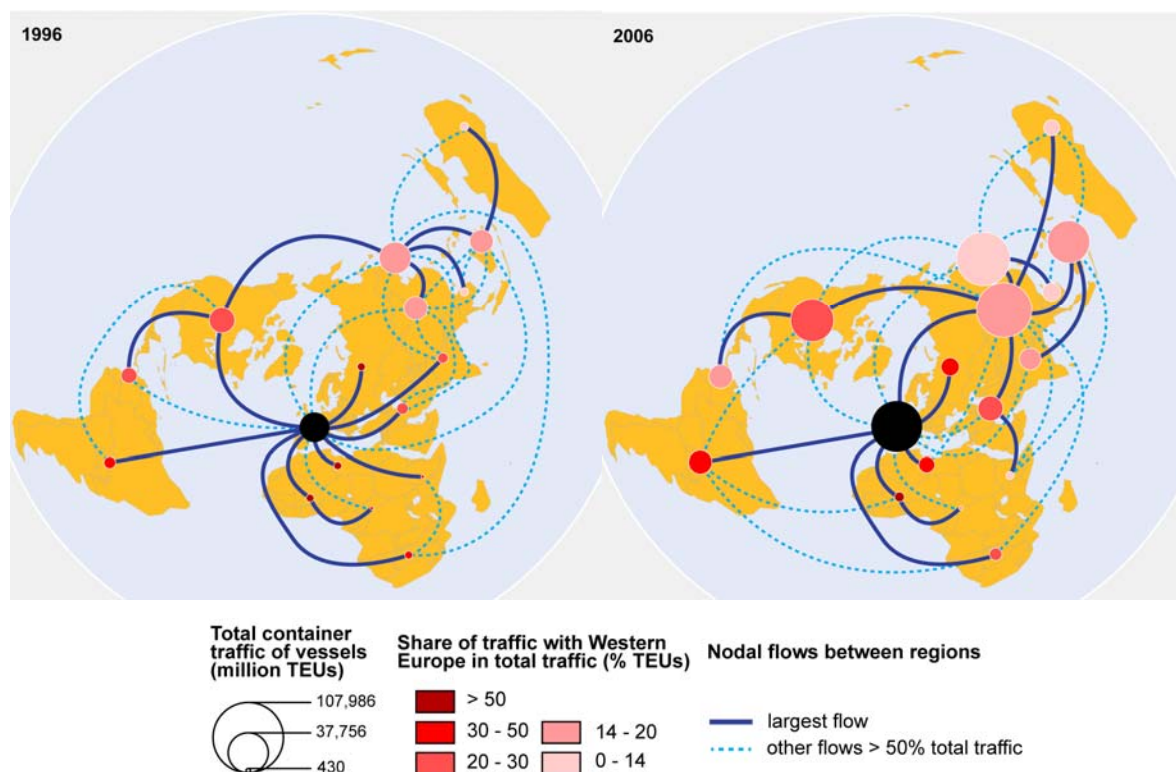 1996
2006
Total container
traffic of vessels
(million TEUs)
107,986
37,756
430
Share of traffic with Western
Europe in total traffic (% TEUs)
> 50
30 - 50
14 - 20
20 - 30
0 - 14
Nodal flows between regions
largest flow
other flows > 50% total traffic